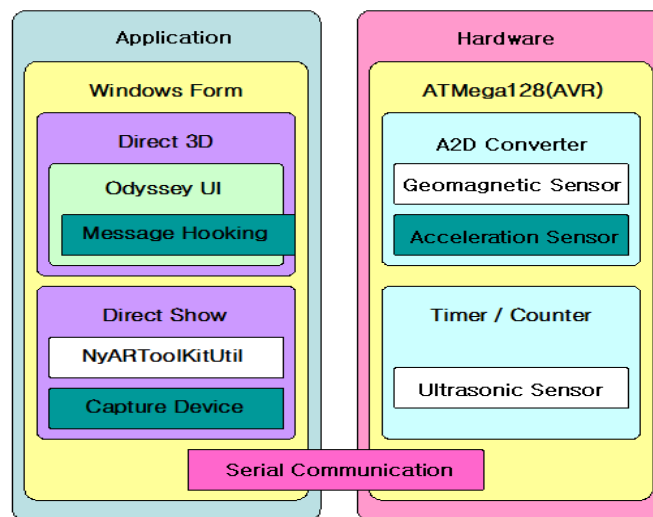 Application
Windows Form
Direct 3D
Odyssey UI
Message Hooking
Direct Show
NyARToolKitUtil
Capture Device
Hardware
ATMega128(AVR)
A2D Converter
Geomagnetic Sensor
Acceleration Sensor
Timer / Counter
Ultrasonic Sensor
Serial Communication